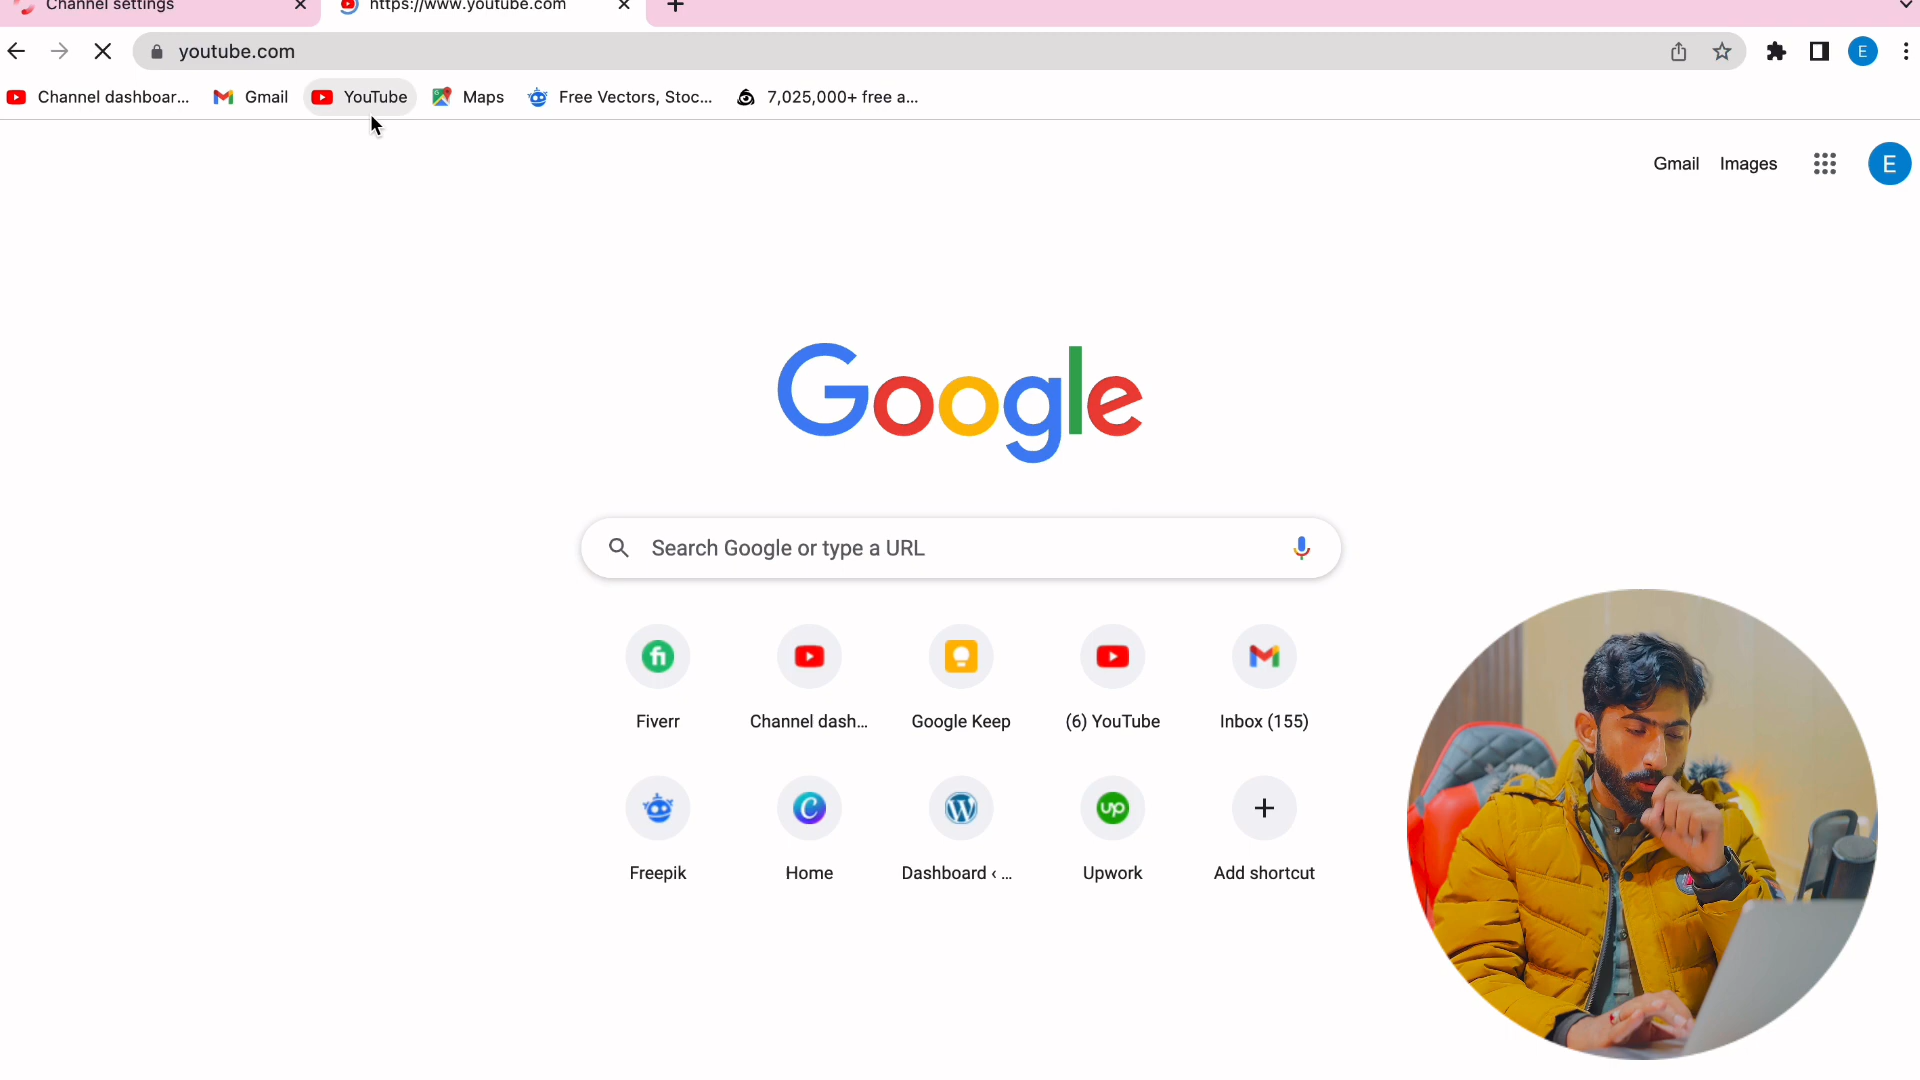 Channel settings
https://www.youtube.com
youtube.com
E
Channel dashboar...
Gmail
YouTube
Maps
Free Vectors, Stoc...
7,025,000+ free a...
Gmail
Images
E
Google
Search Google or type a URL
fi
Fiverr
Channel dash...
Google Keep
(6) YouTube
Inbox (155)
C
W
up
Freepik
Home
Dashboard ‹ ...
Upwork
Add shortcut